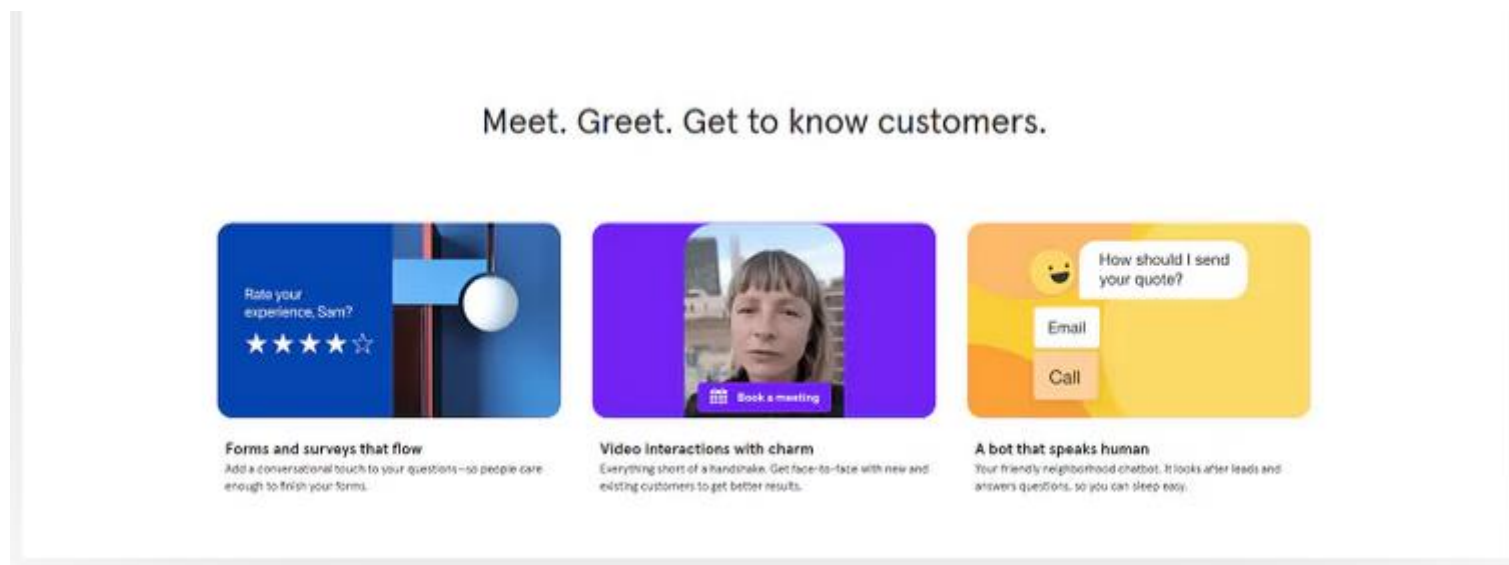 Meet. Greet. Get to know customers.
Rate your
experience, Sam?
Book a meeting
How should I send
your quote?
Email
Call
Forms and surveys that flow
Add a conversational touch to your questions—so people care
enough to finish your forms.
Video interactions with charm
Everything short of a handshake. Get face-to-face with new and
existing customers to get better results.
A bot that speaks human
Your friendly neighborhood chatbot. It looks after leads and
answers questions, so you can sleep easy.